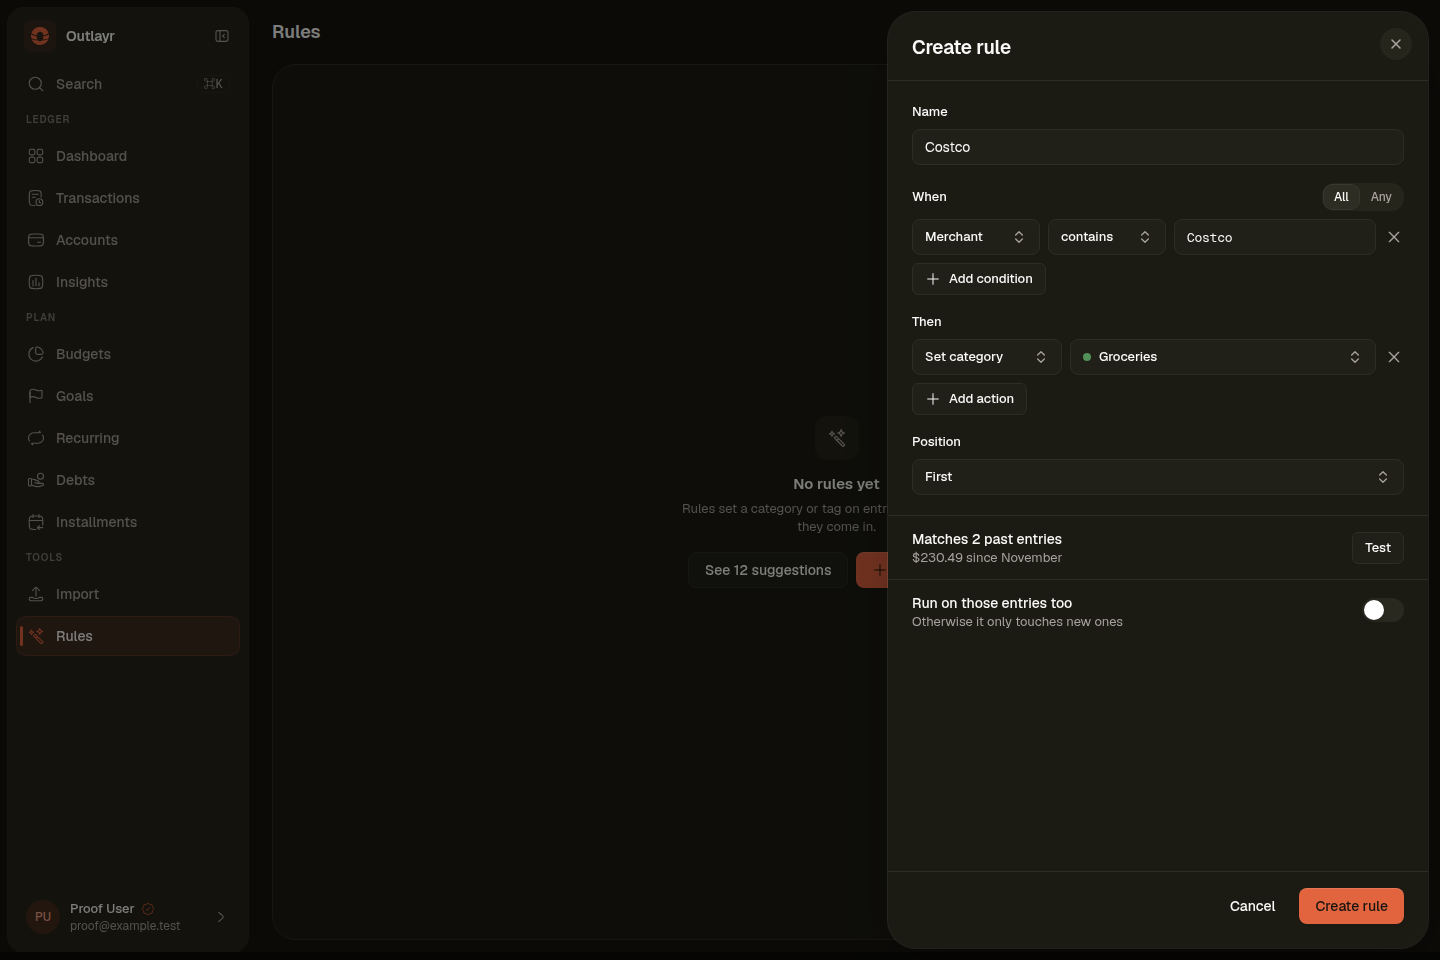 Outlayr
Search ⌘K
LEDGER
Dashboard
Transactions
Accounts
Insights
PLAN
Budgets
Goals
Recurring
Debts
Installments
TOOLS
Import
Rules
PU
Proof User
proof@example.test
Rules
No rules yet
Rules set a category or tag on
they come in.
See 12 suggestions
Create rule
Name
Costco
When
All Any
Merchant contains Costco
Add condition
Then
Set category Groceries
Add action
Position
First
Matches 2 past entries
$230.49 since November
Test
Run on those entries too
Otherwise it only touches new ones
Cancel Create rule